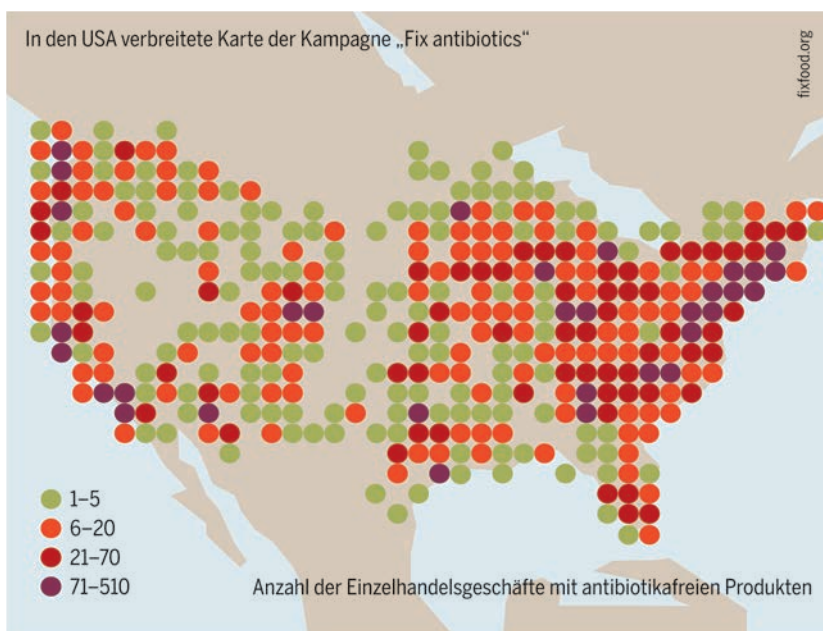 In den USA verbreitete Karte der Kampagne „Fix antibiotics“
fixfood.org
1–5
6–20
21–70
71–510
Anzahl der Einzelhandelsgeschäfte mit antibiotikafreien Produkten